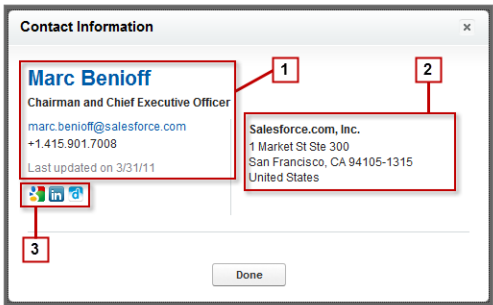 Contact Information
×
Marc Benioff
Chairman and Chief Executive Officer
marc.benioff@salesforce.com
+1.415.901.7008
Last updated on 3/31/11
1
2
Salesforce.com, Inc.
1 Market St Ste 300
San Francisco, CA 94105-1315
United States
in
3
Done